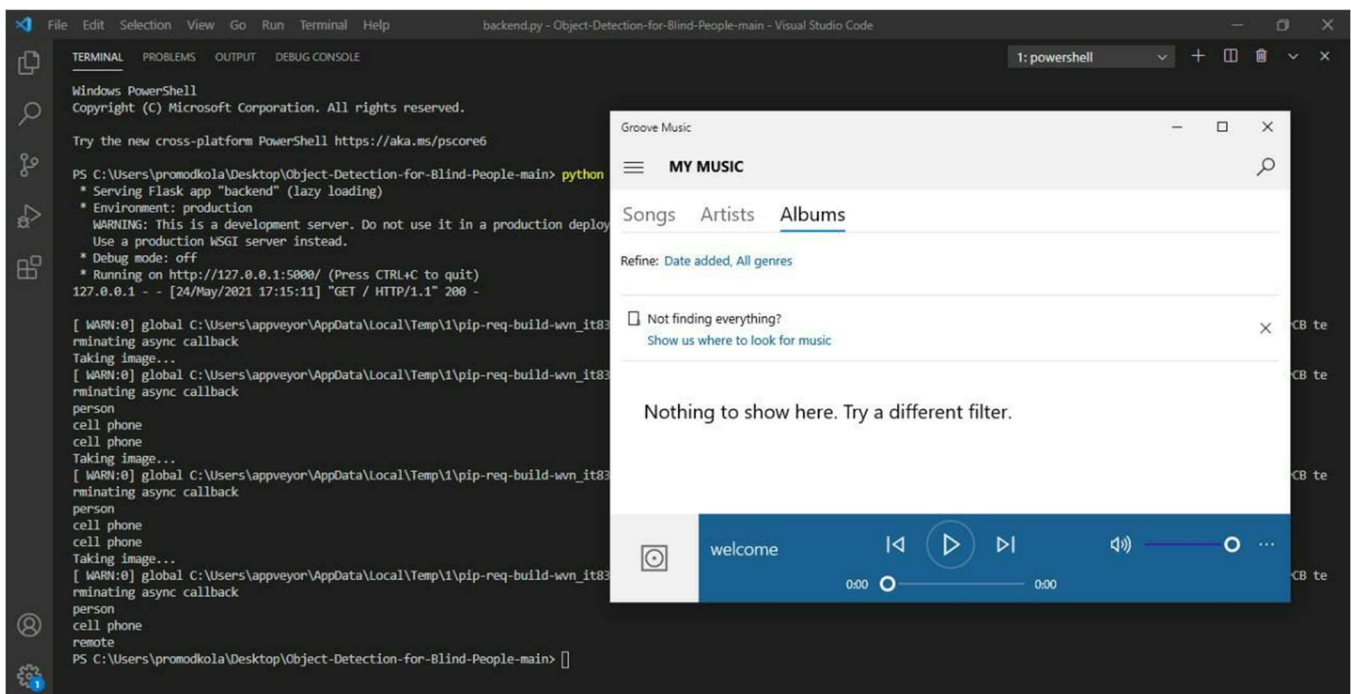 File Edit Selection View Go Run Terminal Help backend.py - Object-Detection-for-Blind-People-main - Visual Studio Code
TERMINAL PROBLEMS OUTPUT DEBUG CONSOLE 1: powershell
Windows PowerShell
Copyright (C) Microsoft Corporation. All rights reserved.
Try the new cross-platform PowerShell https://aka.ms/pscore6
PS C:\Users\promodkola\Desktop\Object-Detection-for-Blind-People-main> python
* Serving Flask app "backend" (lazy loading)
* Environment: production
WARNING: This is a development server. Do not use it in a production deploy
Use a production WSGI server instead.
* Debug mode: off
* Running on http://127.0.0.1:5000/ (Press CTRL+C to quit)
127.0.0.1 - - [24/May/2021 17:15:11] "GET / HTTP/1.1" 200 -
[ WARN:0] global C:\Users\appveyor\AppData\Local\Temp\1\pip-req-build-wvn_it83 CB te
rminating async callback
Taking image...
[ WARN:0] global C:\Users\appveyor\AppData\Local\Temp\1\pip-req-build-wvn_it83 CB te
rminating async callback
person
cell phone
cell phone
Taking image...
[ WARN:0] global C:\Users\appveyor\AppData\Local\Temp\1\pip-req-build-wvn_it83 CB te
rminating async callback
person
cell phone
cell phone
Taking image...
[ WARN:0] global C:\Users\appveyor\AppData\Local\Temp\1\pip-req-build-wvn_it83 CB te
rminating async callback
person
cell phone
remote
PS C:\Users\promodkola\Desktop\Object-Detection-for-Blind-People-main>
1
Groove Music
MY MUSIC
Songs Artists Albums
Refine: Date added, All genres
Not finding everything?
Show us where to look for music
Nothing to show here. Try a different filter.
welcome
0:00 0:00